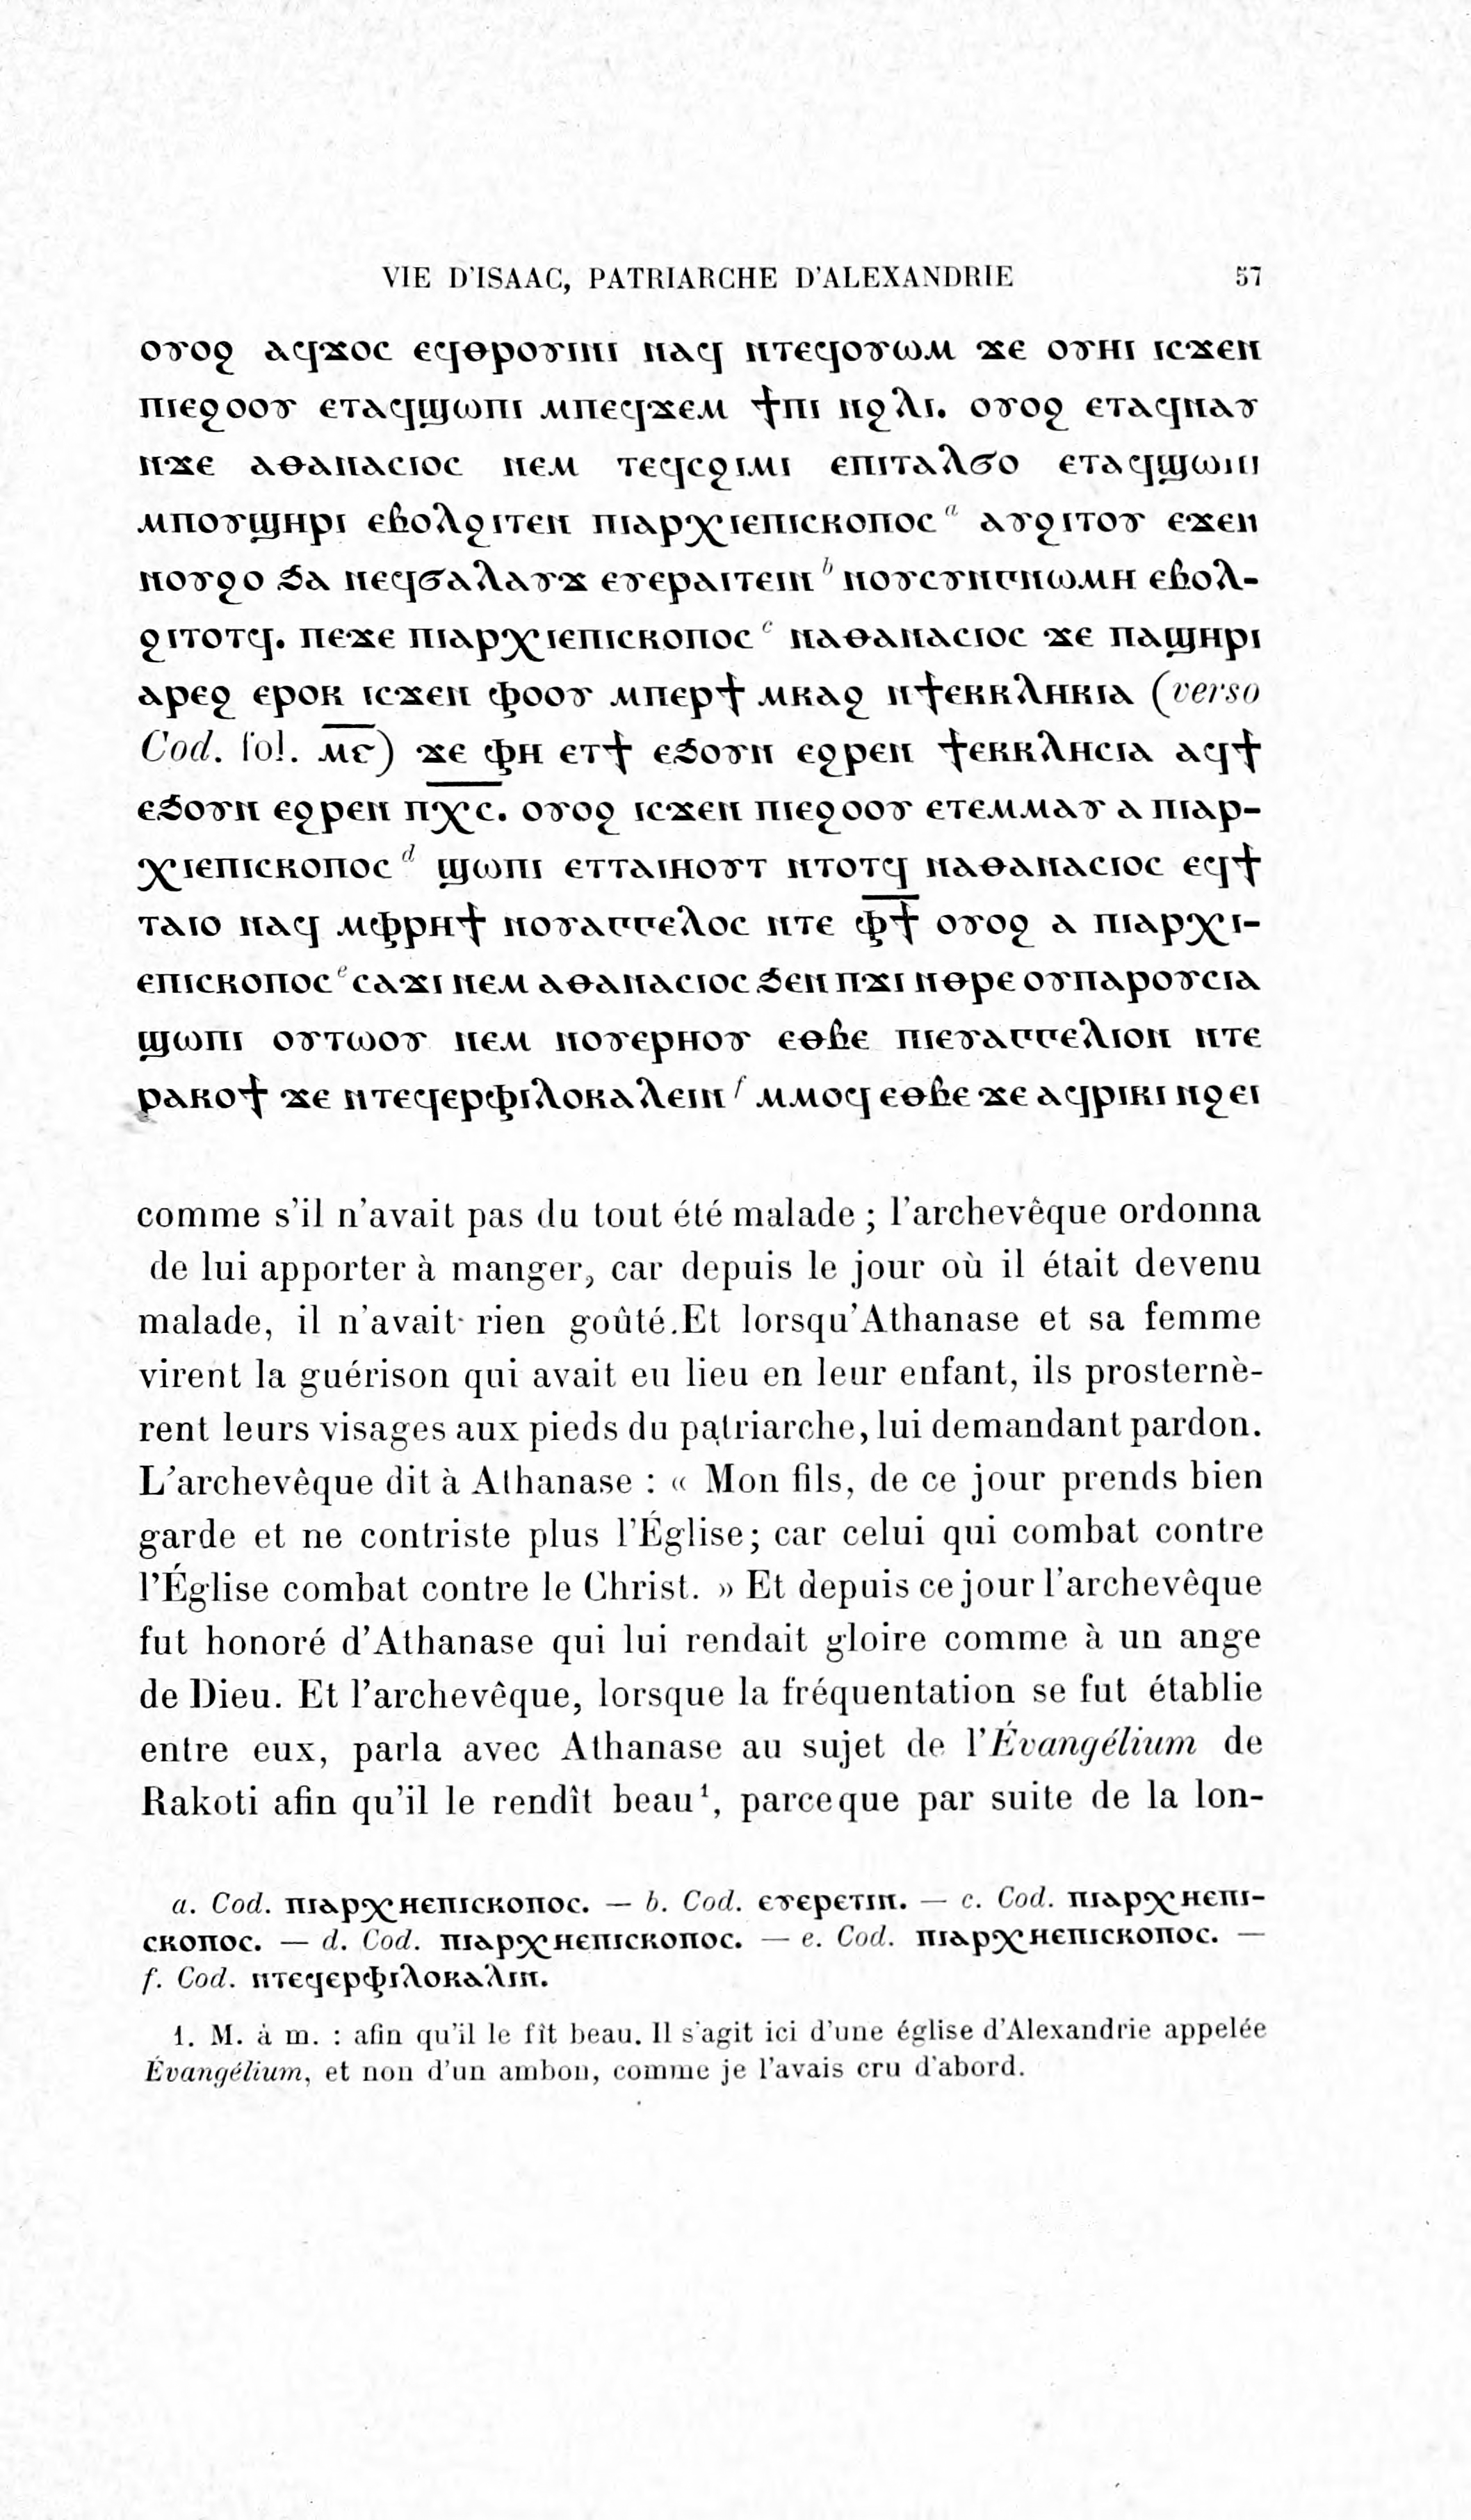 VIE D'ISAAC, PATRIARCHE D'ALEXANDRIE 57
ⲟⲩⲟϩ ⲁϥϫⲟⲥ ⲉϥⲑⲣⲟⲩⲓⲛⲓ ⲛⲁϥ ⲛⲧⲉϥⲟⲩⲱⲙ ϫⲉ ⲟⲩⲏⲓ ⲓⲥϫⲉⲛ
ⲡⲓⲉϩⲟⲟⲩ ⲉⲧⲁϥϣⲱⲡⲓ ⲙⲡⲉϥϫⲉⲙ ϯⲡⲓ ⲛϩⲗⲓ. ⲟⲩⲟϩ ⲉⲧⲁϥⲛⲁⲩ
ⲛϫⲉ ⲁⲑⲁⲛⲁⲥⲓⲟⲥ ⲛⲉⲙ ⲧⲉϥⲥϩⲓⲙⲓ ⲉⲡⲓⲧⲁⲗϭⲟ ⲉⲧⲁϥϣⲱⲡⲓ
ⲙⲡⲟⲩϣⲏⲣⲓ ⲉⲃⲟⲗϩⲓⲧⲉⲛ ⲡⲓⲁⲣⲭⲓⲉⲡⲓⲥⲕⲟⲡⲟⲥ a ⲁⲩϩⲓⲧⲟⲩ ⲉϫⲉⲛ
ⲛⲟⲩϩⲟ ϧⲁ ⲛⲉϥϭⲁⲗⲁⲩϫ ⲉⲩⲉⲣⲁⲓⲧⲉⲓⲛ b ⲛⲟⲩⲥⲩⲛⲅⲛⲱⲙⲏ ⲉⲃⲟⲗ-
ϩⲓⲧⲟⲧϥ. ⲡⲉϫⲉ ⲡⲓⲁⲣⲭⲓⲉⲡⲓⲥⲕⲟⲡⲟⲥ c ⲛⲁⲑⲁⲛⲁⲥⲓⲟⲥ ϫⲉ ⲡⲁϣⲏⲣⲓ
ⲁⲣⲉϩ ⲉⲣⲟⲕ ⲓⲥϫⲉⲛ ⲫⲟⲟⲩ ⲙⲡⲉⲣϯ ⲙⲕⲁϩ ⲛϯⲉⲕⲕⲗⲏⲕⲓⲁ (verso
Cod. fol. ⲙ̅ⲉ̅) ϫⲉ ⲫⲏ ⲉⲧϯ ⲉϧⲟⲩⲛ ⲉϩⲣⲉⲛ ϯⲉⲕⲕⲗⲏⲥⲓⲁ ⲁϥϯ
ⲉϧⲟⲩⲛ ⲉϩⲣⲉⲛ ⲡ̅ⲭ̅ⲥ̅. ⲟⲩⲟϩ ⲓⲥϫⲉⲛ ⲡⲓⲉϩⲟⲟⲩ ⲉⲧⲉⲙⲙⲁⲩ ⲁ ⲡⲓⲁⲣ-
ⲭⲓⲉⲡⲓⲥⲕⲟⲡⲟⲥ d ϣⲱⲡⲓ ⲉⲧⲧⲁⲓⲏⲟⲩⲧ ⲛⲧⲟⲧϥ ⲛⲁⲑⲁⲛⲁⲥⲓⲟⲥ ⲉϥϯ
ⲧⲁⲓⲟ ⲛⲁϥ ⲙⲫⲣⲏϯ ⲛⲟⲩⲁⲅⲅⲉⲗⲟⲥ ⲛⲧⲉ ⲫ̅ϯ̅ ⲟⲩⲟϩ ⲁ ⲡⲓⲁⲣⲭⲓ-
ⲉⲡⲓⲥⲕⲟⲡⲟⲥ e ⲥⲁϫⲓ ⲛⲉⲙ ⲁⲑⲁⲛⲁⲥⲓⲟⲥ ϧⲉⲛ ⲡϫⲓ ⲛⲑⲣⲉ ⲟⲩⲡⲁⲣⲟⲩⲥⲓⲁ
ϣⲱⲡⲓ ⲟⲩⲧⲱⲟⲩ ⲛⲉⲙ ⲛⲟⲩⲉⲣⲏⲟⲩ ⲉⲑⲃⲉ ⲡⲓⲉⲩⲁⲅⲅⲉⲗⲓⲟⲛ ⲛⲧⲉ
ⲣⲁⲕⲟϯ ϫⲉ ⲛⲧⲉϥⲉⲣⲫⲓⲗⲟⲕⲁⲗⲉⲓⲛ f ⲙⲙⲟϥ ⲉⲑⲃⲉ ϫⲉ ⲁϥⲣⲓⲕⲓ ⲛϩⲉⲓ
comme s'il n'avait pas du tout été malade ; l'archevêque ordonna
de lui apporter à manger, car depuis le jour où il était devenu
malade, il n'avait rien goûté.Et lorsqu'Athanase et sa femme
virent la guérison qui avait eu lieu en leur enfant, ils prosternè-
rent leurs visages aux pieds du patriarche, lui demandant pardon.
L'archevêque dit à Athanase : « Mon fils, de ce jour prends bien
garde et ne contriste plus l'Église; car celui qui combat contre
l'Église combat contre le Christ. » Et depuis ce jour l'archevêque
fut honoré d'Athanase qui lui rendait gloire comme à un ange
de Dieu. Et l'archevêque, lorsque la fréquentation se fut établie
entre eux, parla avec Athanase au sujet de l'Évangélium de
Rakoti afin qu'il le rendît beau¹, parceque par suite de la lon-
a. Cod. ⲡⲓⲁⲣⲭⲏⲉⲡⲓⲥⲕⲟⲡⲟⲥ. — b. Cod. ⲉⲩⲉⲣⲉⲧⲓⲛ. — c. Cod. ⲡⲓⲁⲣⲭⲏⲉⲡⲓ-
ⲥⲕⲟⲡⲟⲥ. — d. Cod. ⲡⲓⲁⲣⲭⲏⲉⲡⲓⲥⲕⲟⲡⲟⲥ. — e. Cod. ⲡⲓⲁⲣⲭⲏⲉⲡⲓⲥⲕⲟⲡⲟⲥ. —
f. Cod. ⲛⲧⲉϥⲉⲣⲫⲓⲗⲟⲕⲁⲗⲓⲛ.
1. M. à m. : afin qu'il le fît beau. Il s'agit ici d'une église d'Alexandrie appelée
Évangélium, et non d'un ambon, comme je l'avais cru d'abord.